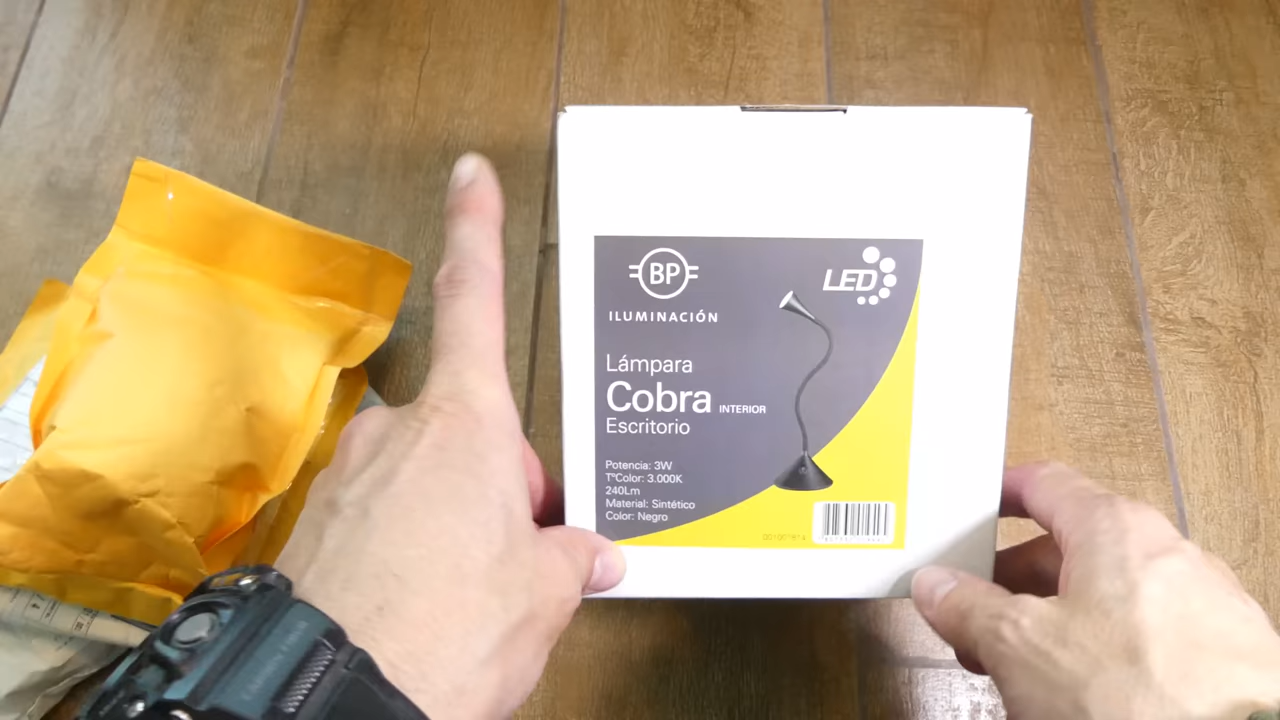 BP
ILUMINACIÓN
LED
Lámpara
Cobra INTERIOR
Escritorio
Potencia: 3W
TºColor: 3.000K
240Lm
Material: Sintético
Color: Negro